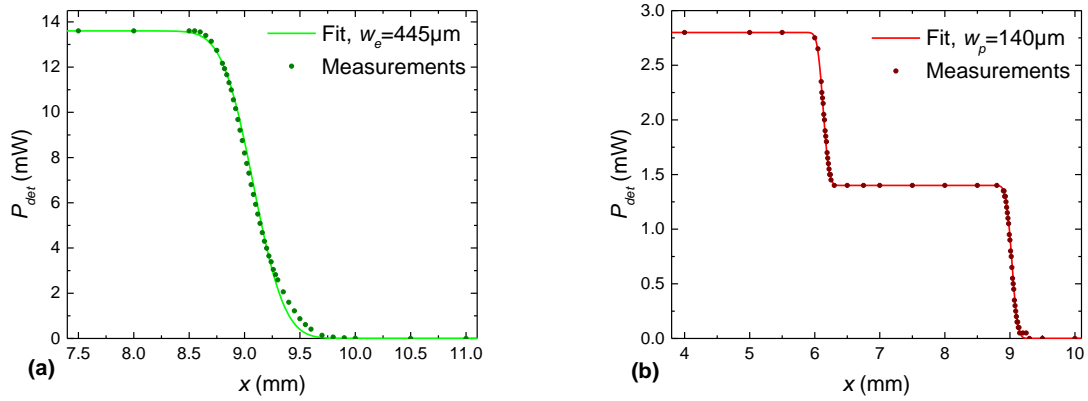 14
12
10
8
6
4
2
0
P_det (mW)
Fit, w_e=445µm
Measurements
7.5 8.0 8.5 9.0 9.5 10.0 10.5 11.0
(a)
x (mm)
3.0
2.5
2.0
1.5
1.0
0.5
0.0
P_det (mW)
Fit, w_p=140µm
Measurements
4 5 6 7 8 9 10
(b)
x (mm)